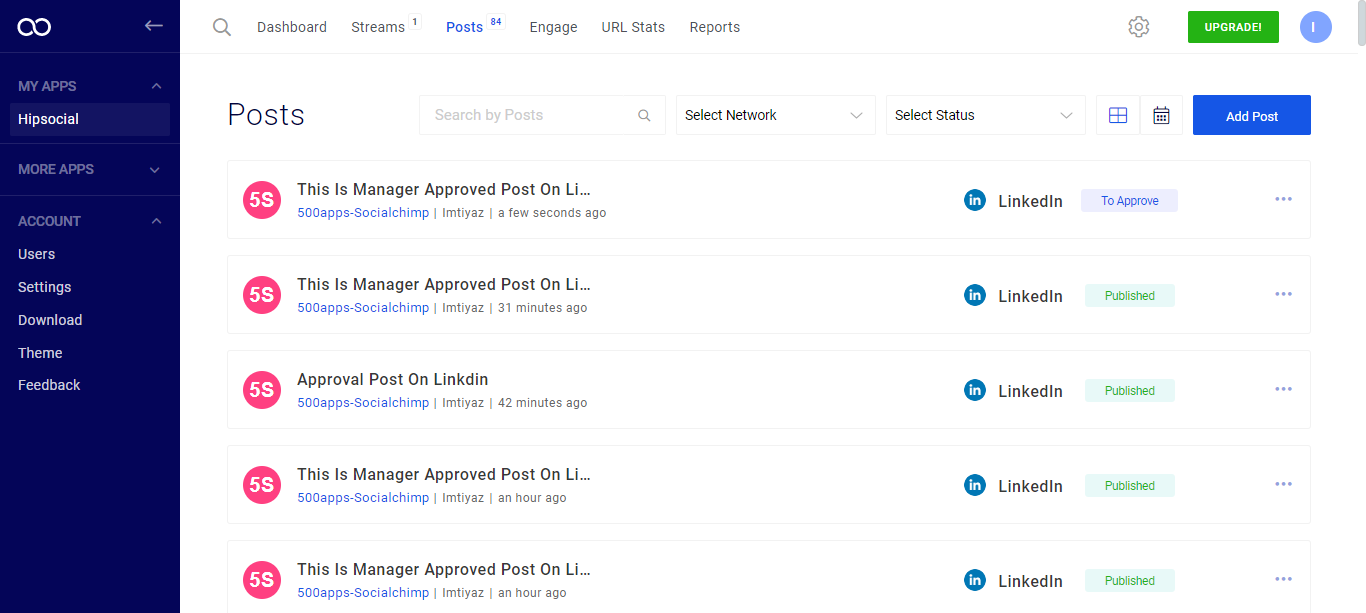 Dashboard Streams 1 Posts 84 Engage URL Stats Reports UPGRADE! I
MY APPS
Hipsocial
MORE APPS
ACCOUNT
Users
Settings
Download
Theme
Feedback
Posts Search by Posts Select Network Select Status Add Post
5S This Is Manager Approved Post On Li...
500apps-Socialchimp | Imtiyaz | a few seconds ago
in LinkedIn To Approve
5S This Is Manager Approved Post On Li...
500apps-Socialchimp | Imtiyaz | 31 minutes ago
in LinkedIn Published
5S Approval Post On Linkdin
500apps-Socialchimp | Imtiyaz | 42 minutes ago
in LinkedIn Published
5S This Is Manager Approved Post On Li...
500apps-Socialchimp | Imtiyaz | an hour ago
in LinkedIn Published
5S This Is Manager Approved Post On Li...
500apps-Socialchimp | Imtiyaz | an hour ago
in LinkedIn Published